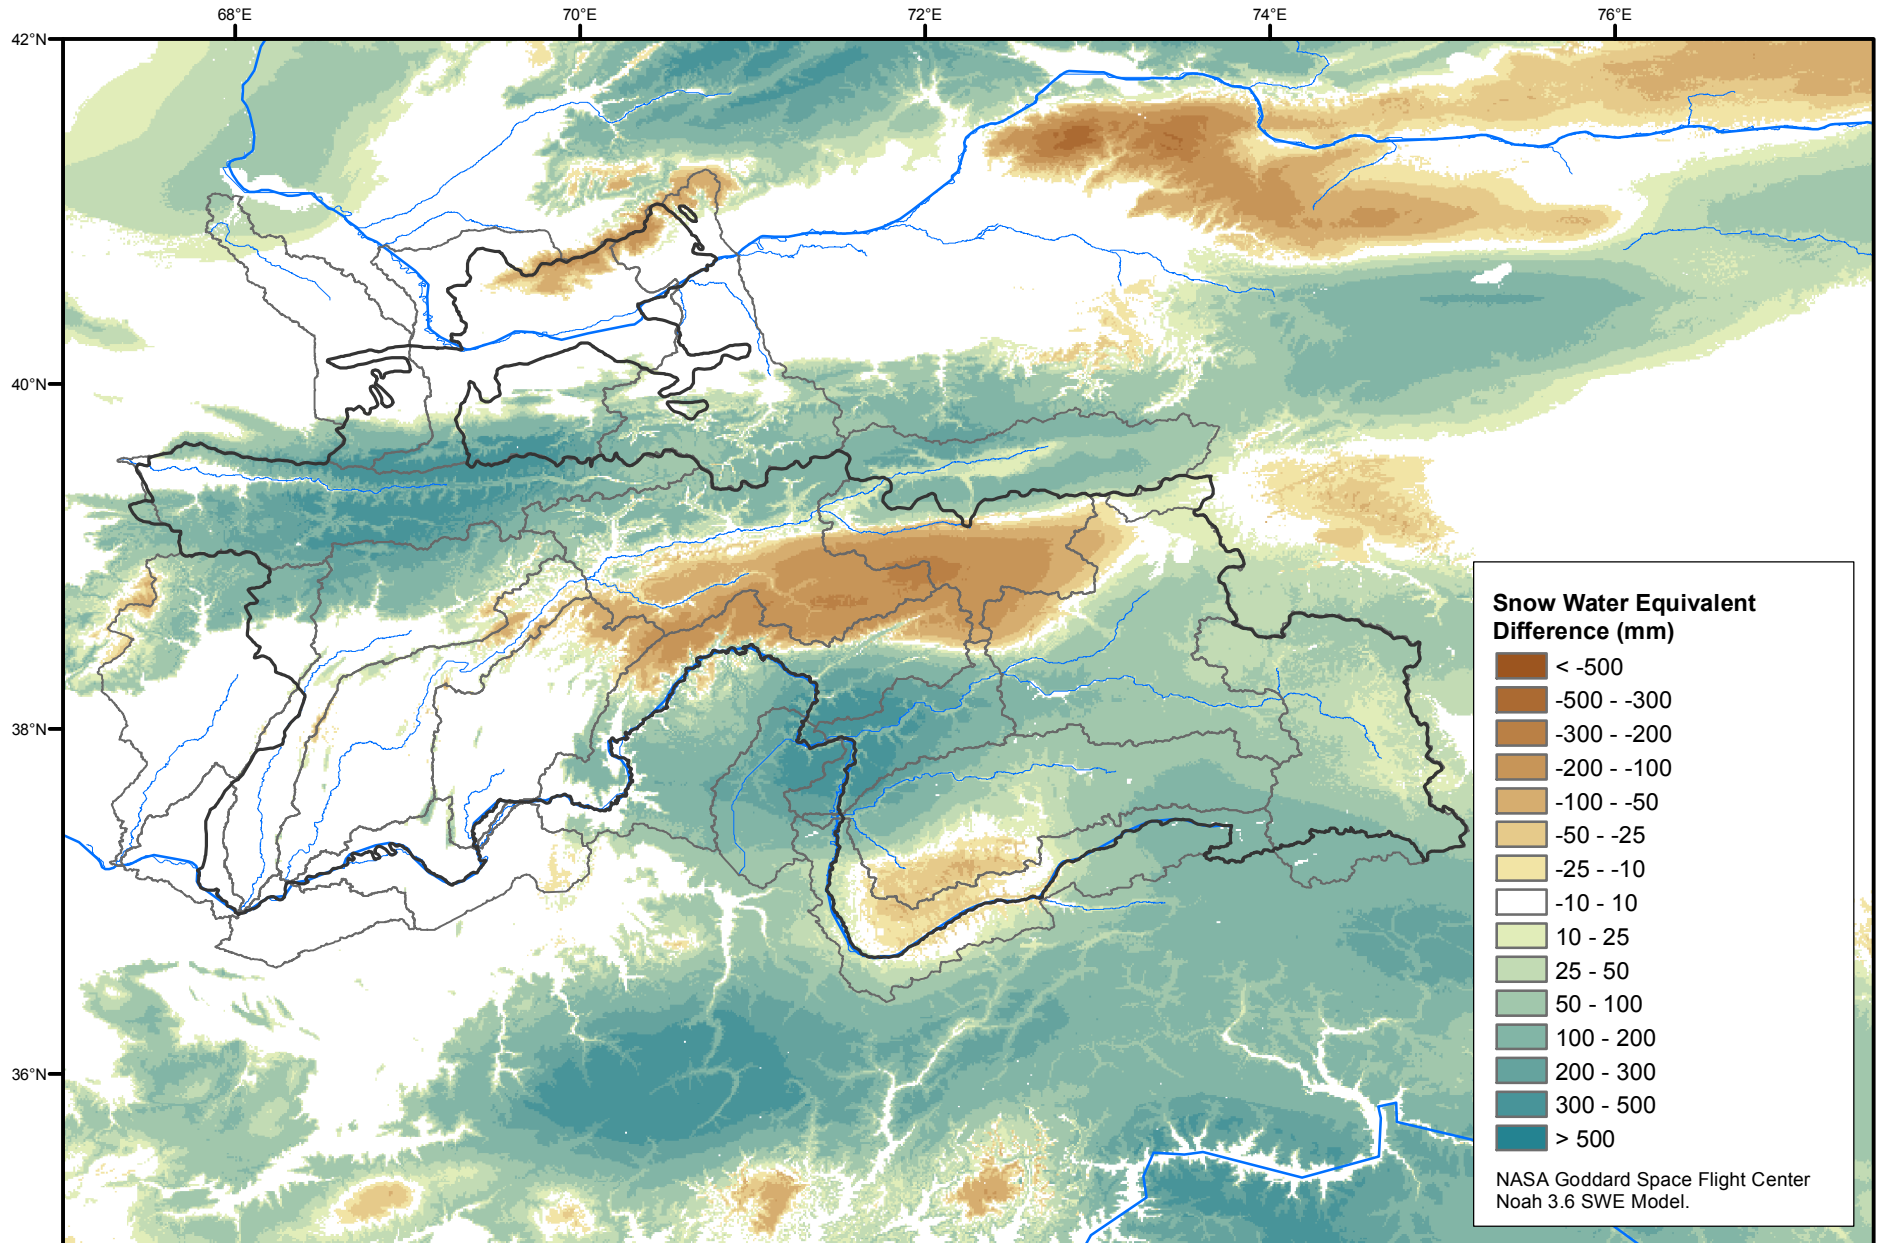 68°E
70°E
72°E
74°E
76°E
42°N
40°N
38°N
36°N
Snow Water Equivalent
Difference (mm)
< -500
-500 - -300
-300 - -200
-200 - -100
-100 - -50
-50 - -25
-25 - -10
-10 - 10
10 - 25
25 - 50
50 - 100
100 - 200
200 - 300
300 - 500
> 500
NASA Goddard Space Flight Center
Noah 3.6 SWE Model.